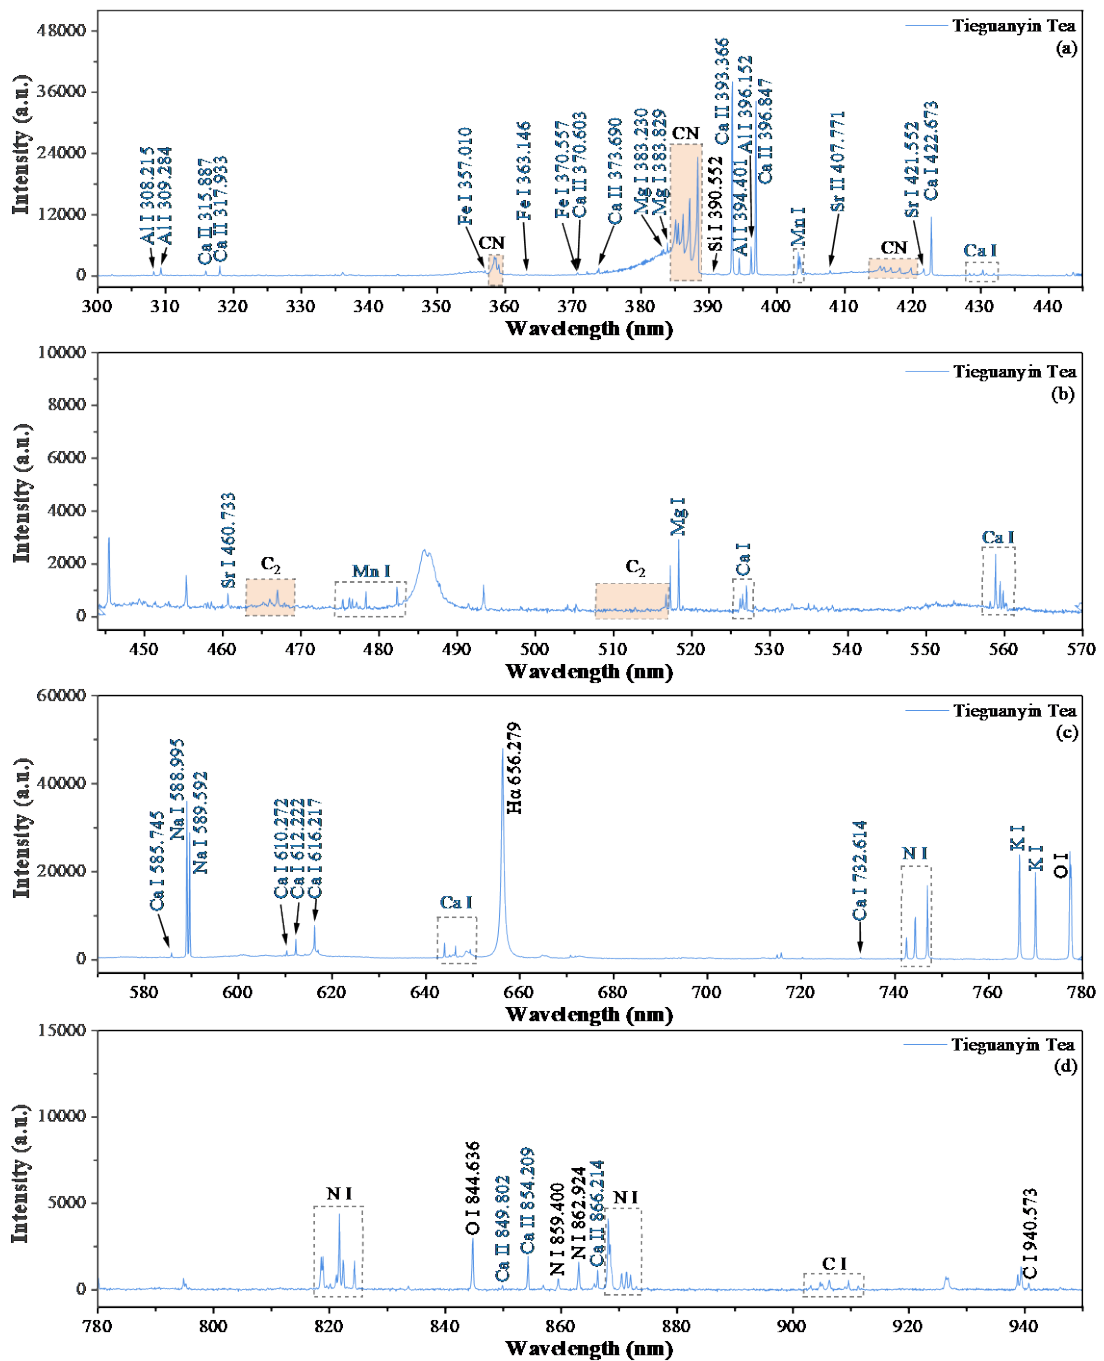 Tieguanyin Tea
(a)
48000
36000
24000
12000
0
Intensity (a.u.)
Al I 308.215
Al I 309.284
Ca II 315.887
Ca II 317.933
Fe I 357.010
CN
Fe I 363.146
Fe I 370.557
Ca II 370.603
Ca II 373.690
Mg I 383.230
Mg I 383.829
CN
Si I 390.552
Ca II 393.366
Al I 394.401
Al I 396.152
Ca II 396.847
Mn I
Sr II 407.771
CN
Sr I 421.552
Ca I 422.673
Ca I
300 310 320 330 340 350 360 370 380 390 400 410 420 430 440
Wavelength (nm)
Tieguanyin Tea
(b)
10000
8000
6000
4000
2000
0
Intensity (a.u.)
Sr I 460.733
C2
Mn I
C2
Mg I
Ca I
Ca I
450 460 470 480 490 500 510 520 530 540 550 560 570
Wavelength (nm)
Tieguanyin Tea
(c)
60000
40000
20000
0
Intensity (a.u.)
Ca I 585.745
Na I 588.995
Na I 589.592
Ca I 610.272
Ca I 612.222
Ca I 616.217
Ca I
Hα 656.279
Ca I 732.614
N I
K I
K I
O I
580 600 620 640 660 680 700 720 740 760 780
Wavelength (nm)
Tieguanyin Tea
(d)
15000
10000
5000
0
Intensity (a.u.)
N I
O I 844.636
Ca II 849.802
Ca II 854.209
N I 859.400
N I 862.924
Ca II 866.214
N I
C I
C I 940.573
780 800 820 840 860 880 900 920 940
Wavelength (nm)